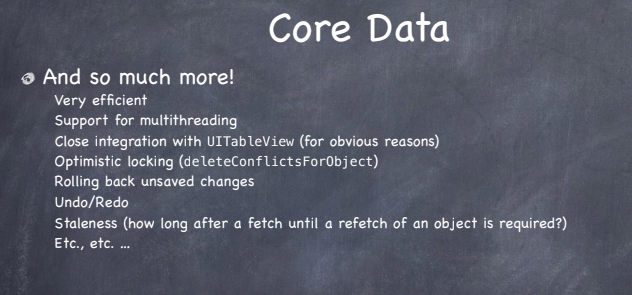 Core Data
And so much more!
Very efficient
Support for multithreading
Close integration with UITableView (for obvious reasons)
Optimistic locking (deleteConflictsForObject)
Rolling back unsaved changes
Undo/Redo
Staleness (how long after a fetch until a refetch of an object is required?)
Etc., etc. ...